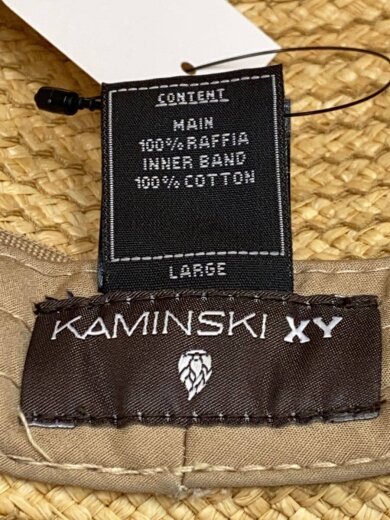 CONTENT
MAIN
100% RAFFIA
INNER BAND
100% COTTON
LARGE
KAMINSKI XY